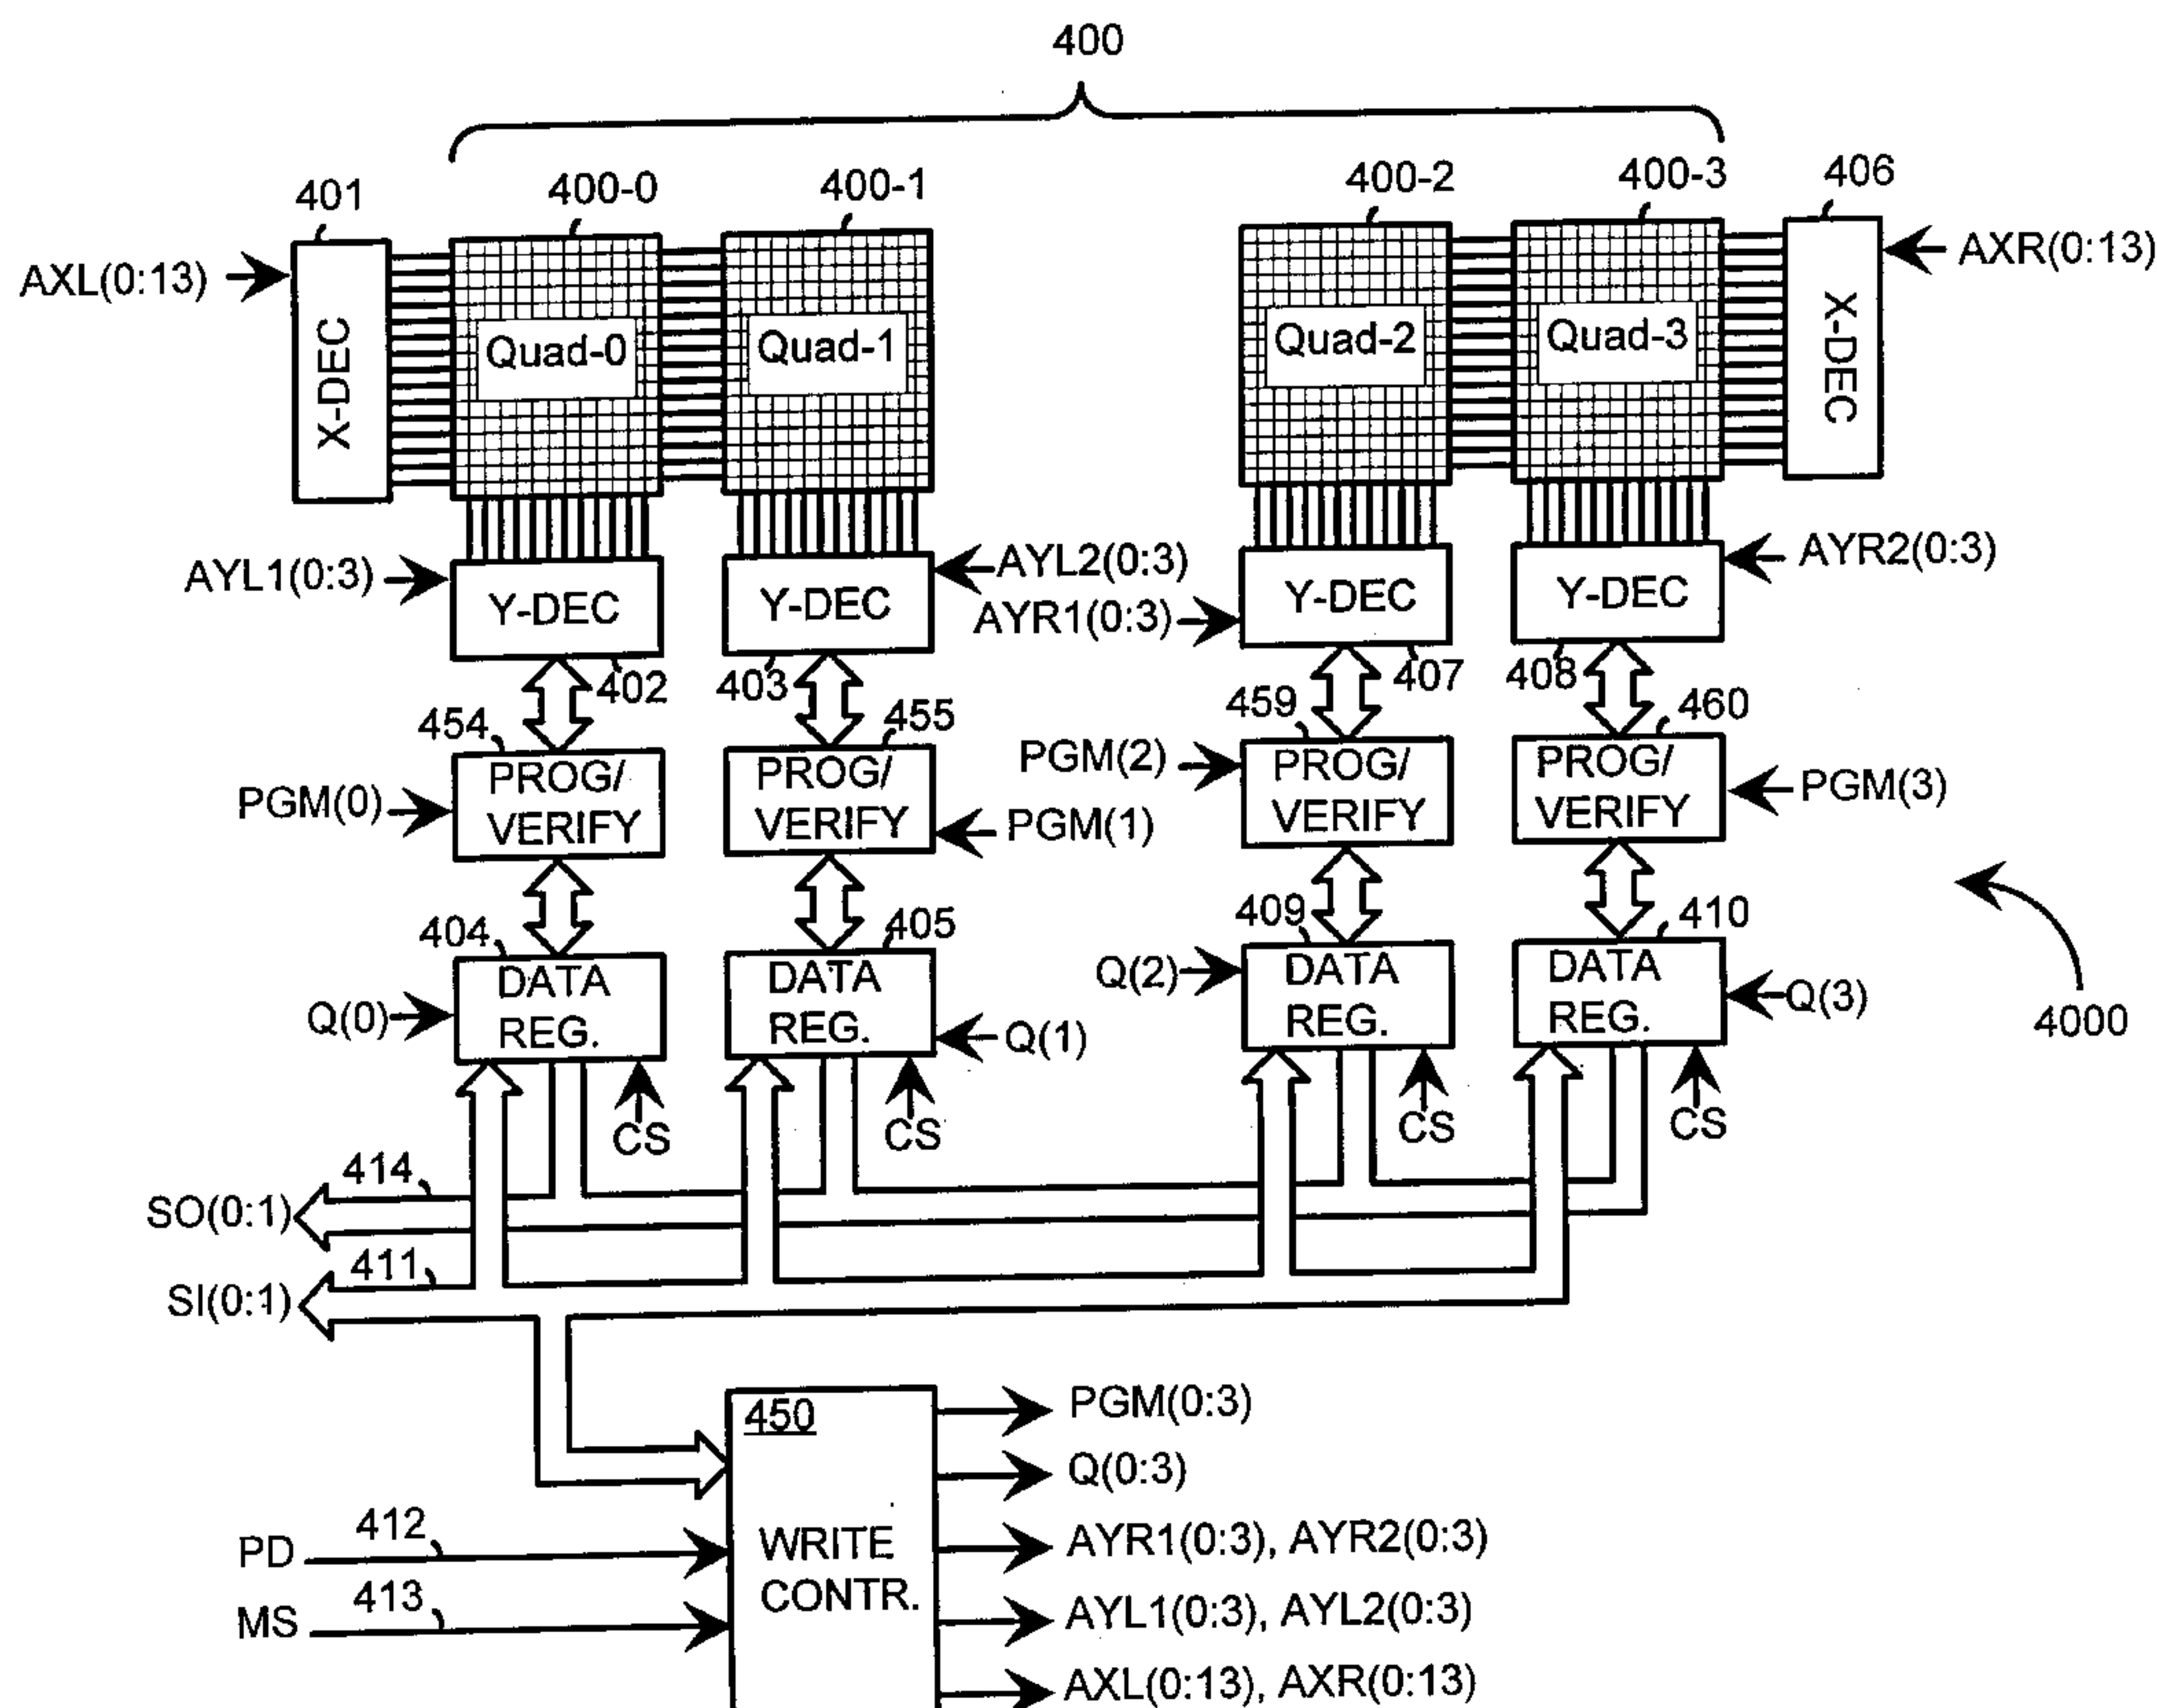 400
401
400-0
400-1
400-2
400-3
406
AXL(0:13)
X-DEC
Quad-0
Quad-1
Quad-2
Quad-3
X-DEC
AXR(0:13)
AYL1(0:3)
Y-DEC
402
Y-DEC
403
AYL2(0:3)
AYR1(0:3)
Y-DEC
407
Y-DEC
408
AYR2(0:3)
454
PGM(0)
PROG/
VERIFY
455
PROG/
VERIFY
PGM(1)
459
PGM(2)
PROG/
VERIFY
460
PROG/
VERIFY
PGM(3)
404
Q(0)
DATA
REG.
CS
405
DATA
REG.
Q(1)
CS
409
Q(2)
DATA
REG.
CS
410
DATA
REG.
Q(3)
CS
4000
414
SO(0:1)
411
SI(0:1)
450
WRITE
CONTR.
PD
412
MS
413
PGM(0:3)
Q(0:3)
AYR1(0:3), AYR2(0:3)
AYL1(0:3), AYL2(0:3)
AXL(0:13), AXR(0:13)